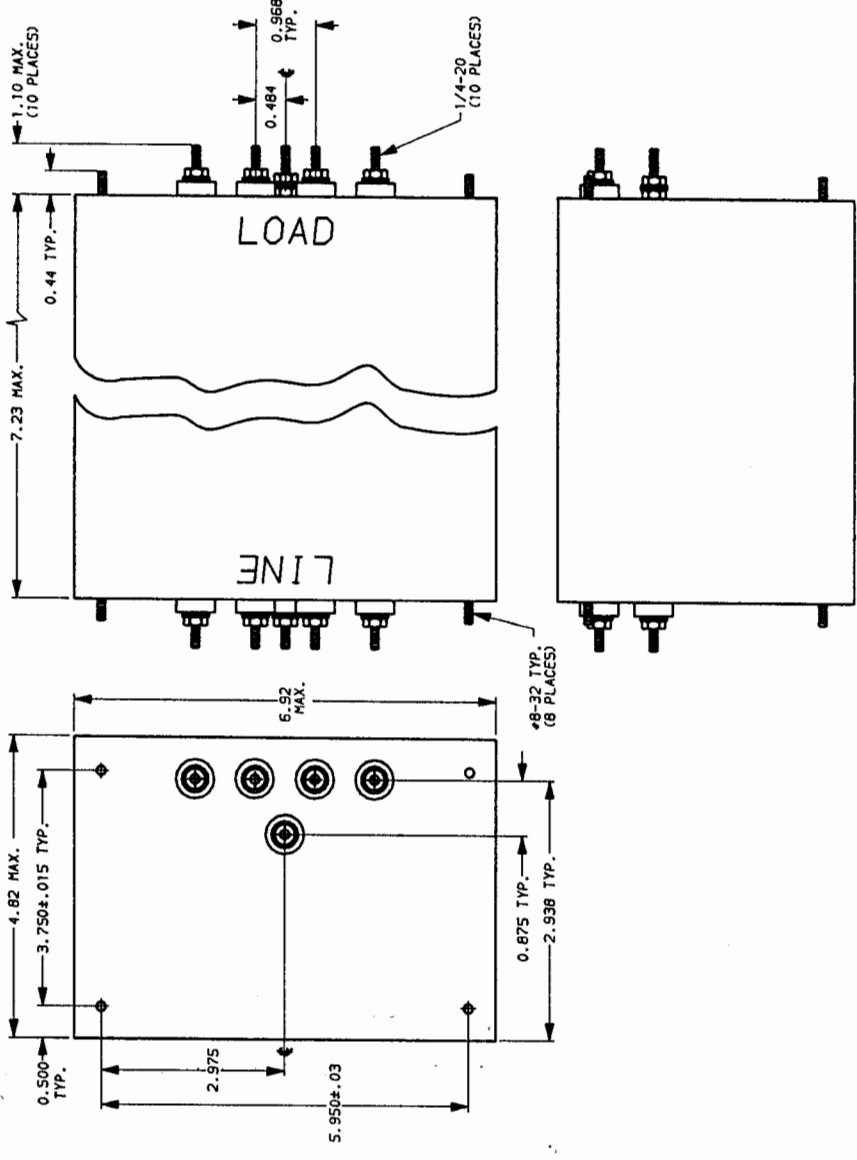 1.10 MAX.
(10 PLACES)
7.23 MAX.
0.44 TYP.
0.968
TYP.
0.484
1/4-20
(10 PLACES)
LOAD
LINE
4.82 MAX.
3.750±.015 TYP.
0.500
TYP.
6.92
MAX.
#8-32 TYP.
(8 PLACES)
2.975
5.950±.03
0.875 TYP.
2.938 TYP.